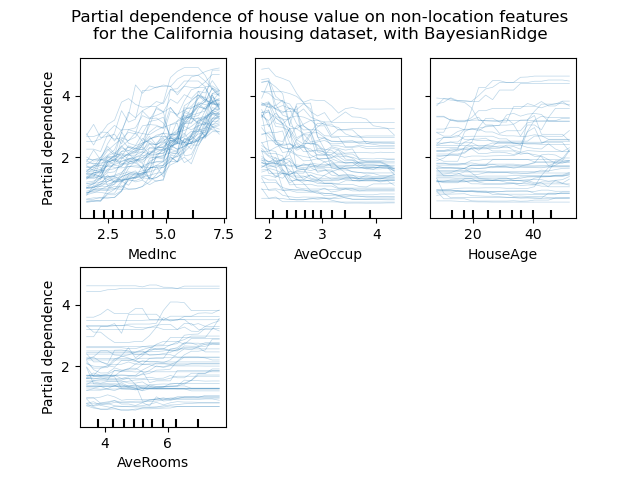 Partial dependence of house value on non-location features
for the California housing dataset, with BayesianRidge
Partial dependence
4
2
2.5 5.0 7.5
MedInc
2 3 4
AveOccup
20 40
HouseAge
Partial dependence
4
2
4 6
AveRooms